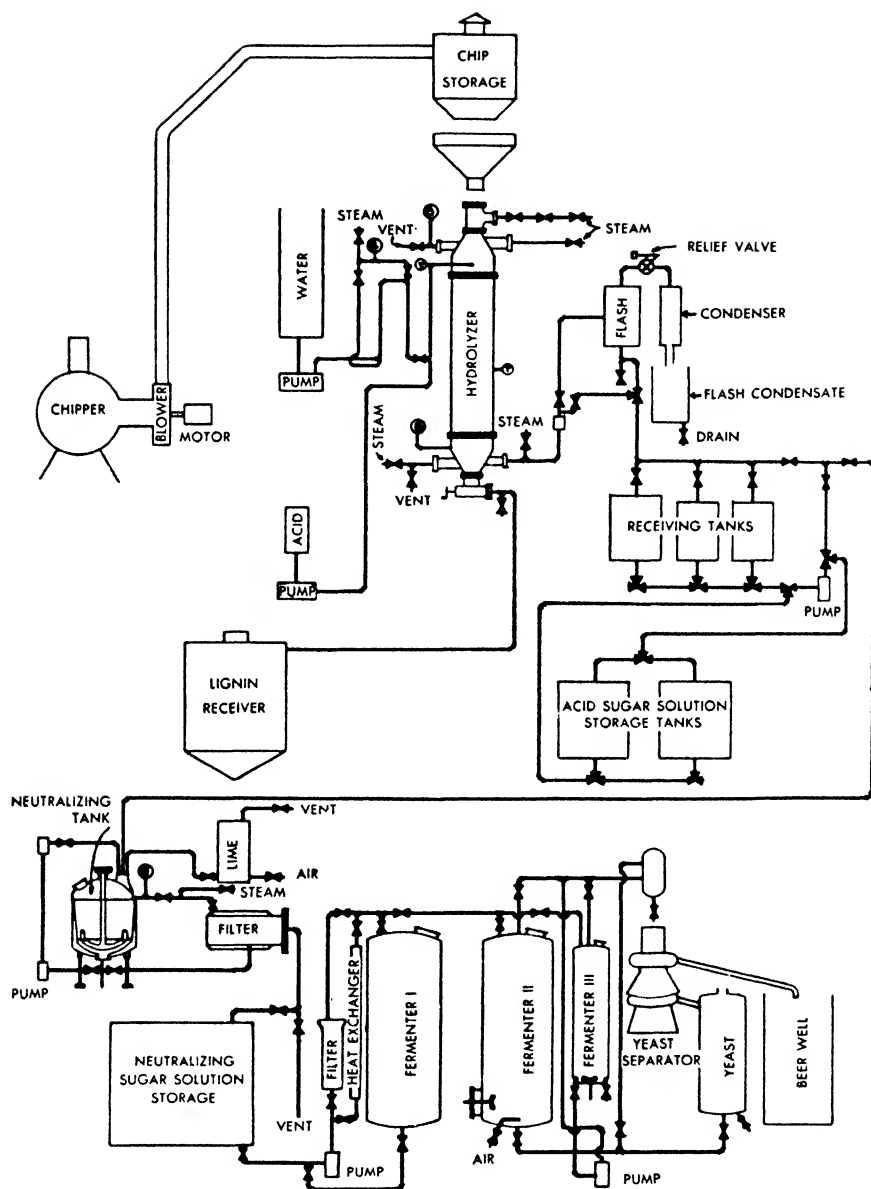 CHIP
STORAGE
STEAM
VENT
STEAM
WATER
RELIEF VALVE
FLASH
CONDENSER
HYDROLYZER
PUMP
CHIPPER
BLOWER
MOTOR
FLASH CONDENSATE
STEAM
STEAM
DRAIN
VENT
ACID
RECEIVING TANKS
PUMP
PUMP
LIGNIN
RECEIVER
ACID SUGAR SOLUTION
STORAGE TANKS
NEUTRALIZING
TANK
VENT
LIME
AIR
STEAM
FILTER
PUMP
HEAT EXCHANGER
FERMENTER I
FERMENTER II
FERMENTER III
YEAST
SEPARATOR
YEAST
BEER WELL
NEUTRALIZING
SUGAR SOLUTION
STORAGE
FILTER
VENT
AIR
PUMP
PUMP